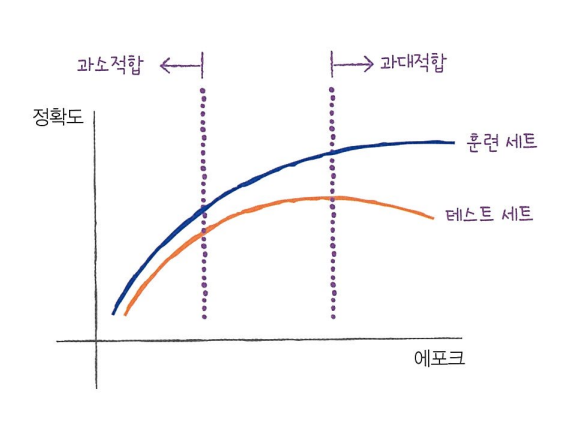 과소적합
과대적합
정확도
훈련 세트
테스트 세트
에포크